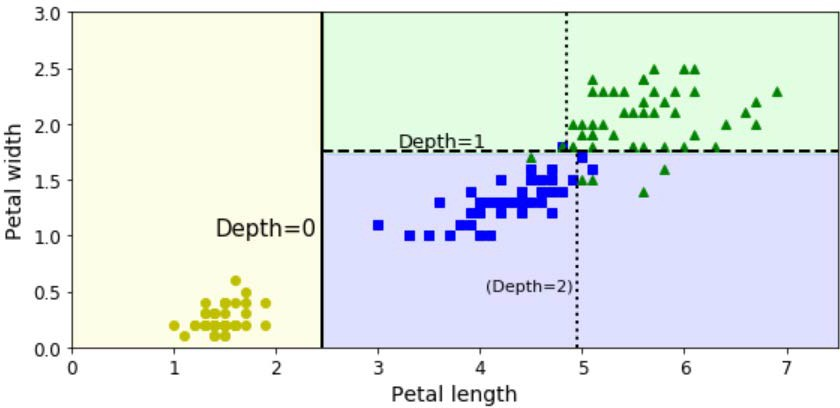 3.0
2.5
2.0
1.5
1.0
0.5
0.0
Petal width
Depth=1
Depth=0
(Depth=2)
0 1 2 3 4 5 6 7
Petal length